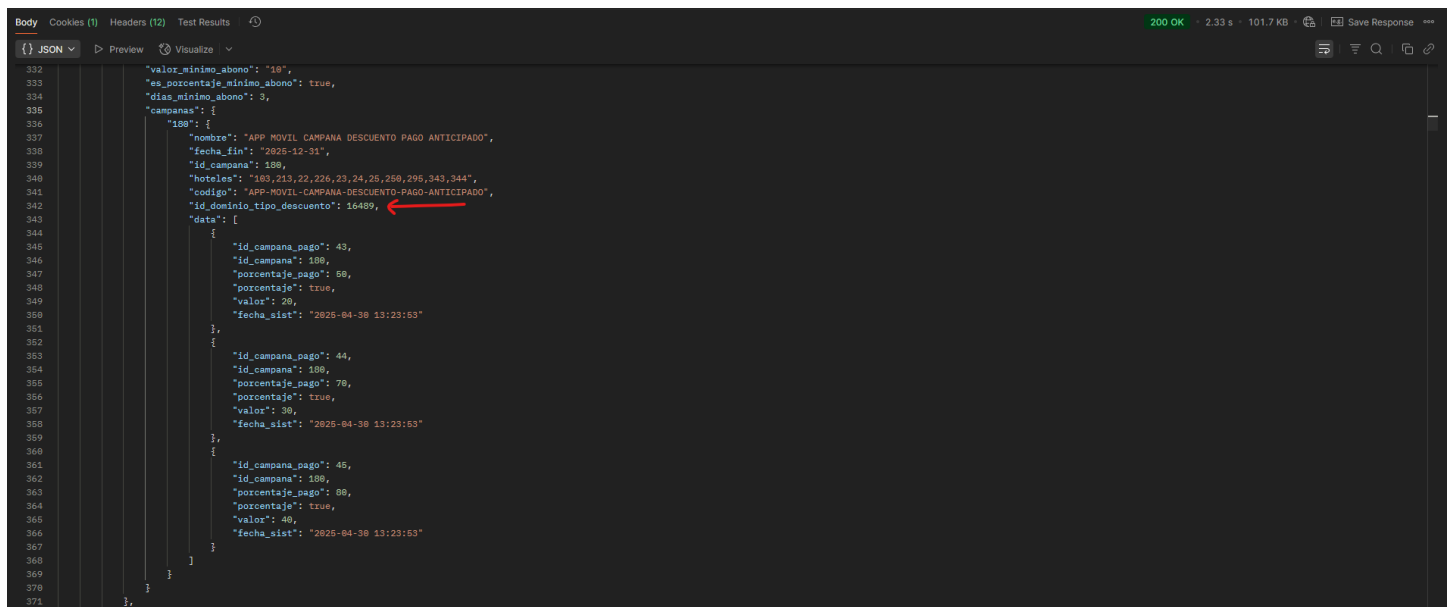 Body Cookies (1) Headers (12) Test Results 200 OK • 2.33 s • 101.7 KB • Save Response
{} JSON Preview Visualize
332 "valor_minimo_abono": "10",
333 "es_porcentaje_minimo_abono": true,
334 "dias_minimo_abono": 3,
335 "campanas": {
336 "180": {
337 "nombre": "APP MOVIL CAMPANA DESCUENTO PAGO ANTICIPADO",
338 "fecha_fin": "2025-12-31",
339 "id_campana": 180,
340 "hoteles": "103,213,22,226,23,24,25,250,295,343,344",
341 "codigo": "APP-MOVIL-CAMPANA-DESCUENTO-PAGO-ANTICIPADO",
342 "id_dominio_tipo_descuento": 16489,
343 "data": [
344 {
345 "id_campana_pago": 43,
346 "id_campana": 180,
347 "porcentaje_pago": 50,
348 "porcentaje": true,
349 "valor": 20,
350 "fecha_sist": "2025-04-30 13:23:53"
351 },
352 {
353 "id_campana_pago": 44,
354 "id_campana": 180,
355 "porcentaje_pago": 70,
356 "porcentaje": true,
357 "valor": 30,
358 "fecha_sist": "2025-04-30 13:23:53"
359 },
360 {
361 "id_campana_pago": 45,
362 "id_campana": 180,
363 "porcentaje_pago": 80,
364 "porcentaje": true,
365 "valor": 40,
366 "fecha_sist": "2025-04-30 13:23:53"
367 }
368 ]
369 }
370 }
371 },